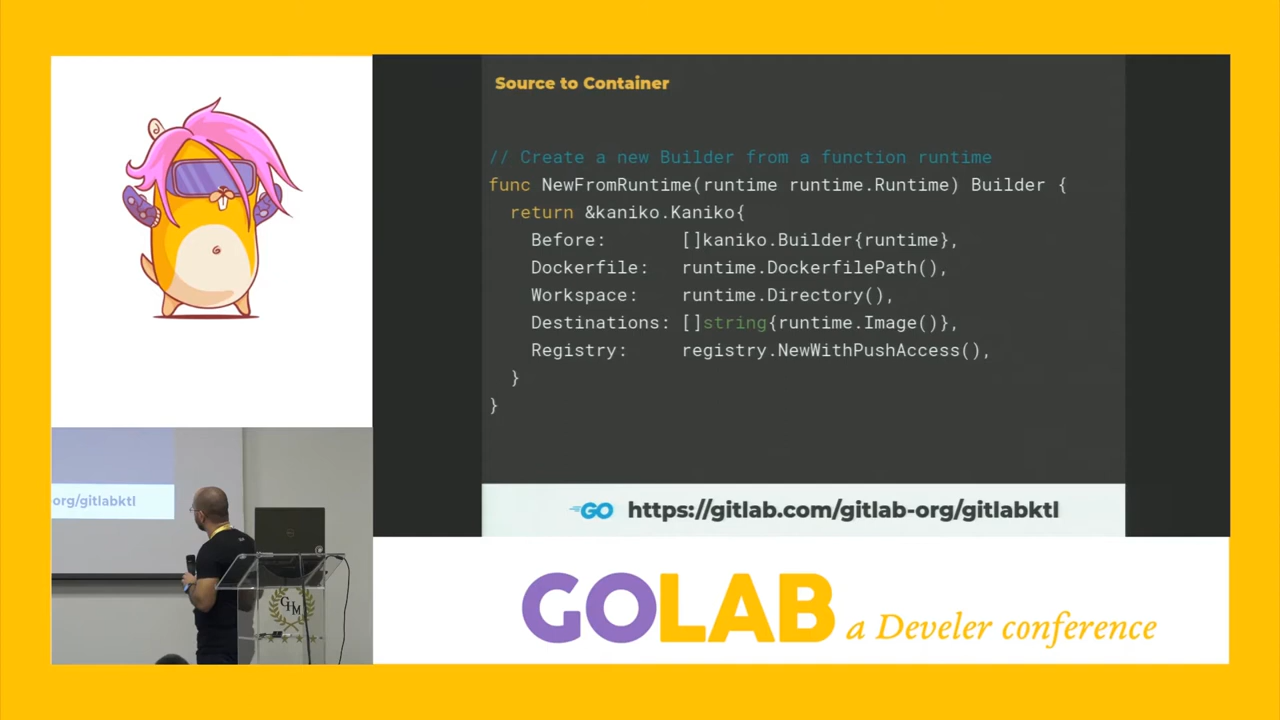 Source to Container
// Create a new Builder from a function runtime
func NewFromRuntime(runtime runtime.Runtime) Builder {
  return &kaniko.Kaniko{
    Before:       []kaniko.Builder{runtime},
    Dockerfile:   runtime.DockerfilePath(),
    Workspace:    runtime.Directory(),
    Destinations: []string{runtime.Image()},
    Registry:     registry.NewWithPushAccess(),
  }
}
GO https://gitlab.com/gitlab-org/gitlabktl
org/gitlabktl
GHM
GOLAB a Develer conference